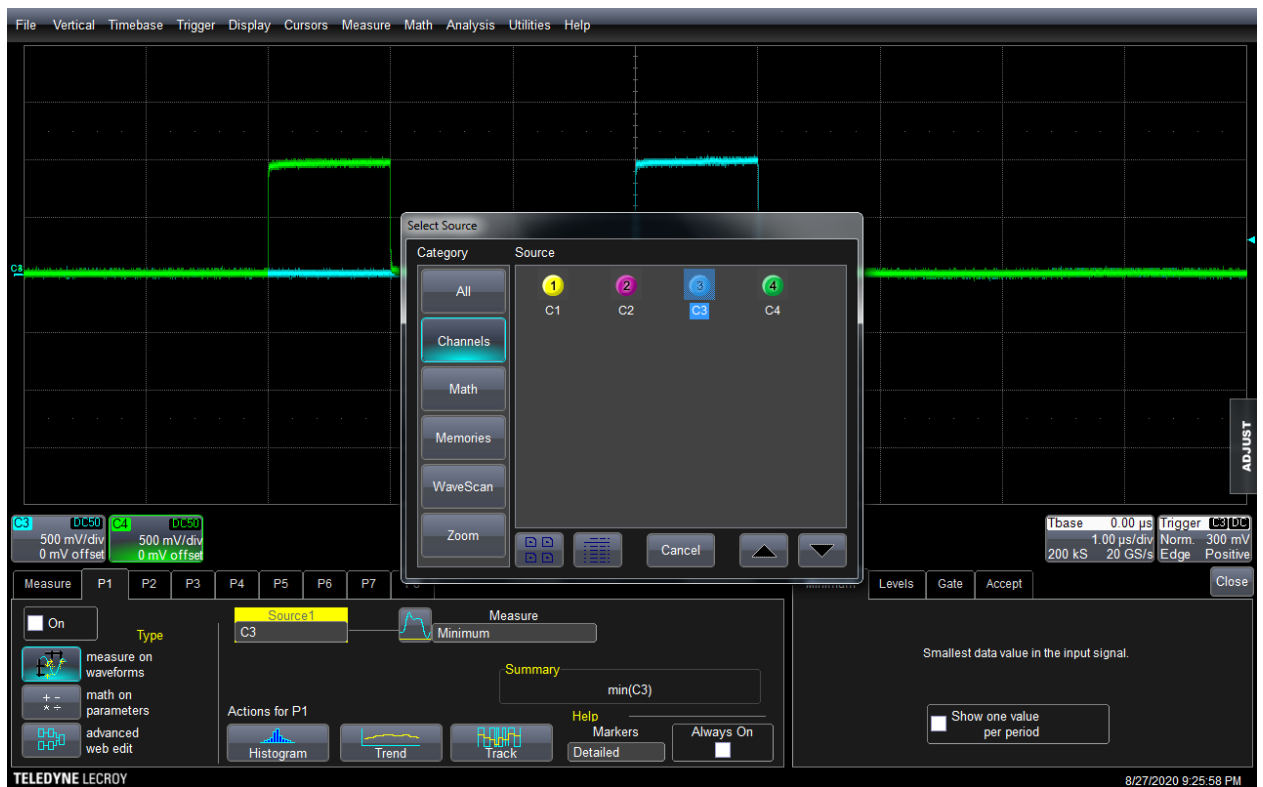 File Vertical Timebase Trigger Display Cursors Measure Math Analysis Utilities Help
Select Source
Category Source
All
Channels
Math
Memories
WaveScan
Zoom
1 2 3 4
C1 C2 C3 C4
Cancel
ADJUST
C3 DC50
500 mV/div
0 mV offset
C4 DC50
500 mV/div
0 mV offset
Tbase 0.00 µs
1.00 µs/div
200 kS 20 GS/s
Trigger C3 DC
Norm. 300 mV
Edge Positive
Measure P1 P2 P3 P4 P5 P6 P7
Minimum Levels Gate Accept Close
On
Type
measure on
waveforms
math on
parameters
advanced
web edit
Source1
C3
Measure
Minimum
Summary
min(C3)
Actions for P1
Histogram
Trend
Track
Help
Markers
Detailed
Always On
Smallest data value in the input signal.
Show one value
per period
TELEDYNE LECROY
8/27/2020 9:25:58 PM